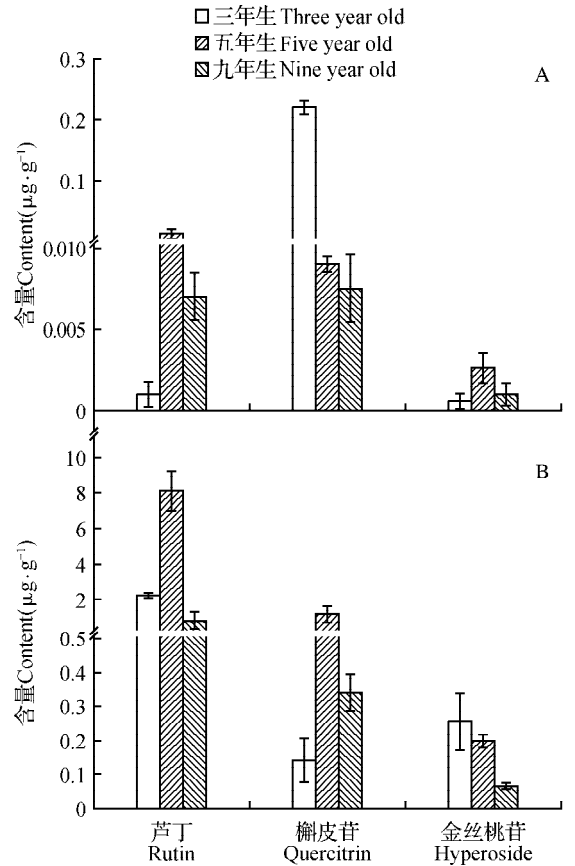 三年生 Three year old
五年生 Five year old
九年生 Nine year old
A
0.3
0.2
0.1
0.010
0.005
0
含量Content(μg·g⁻¹)
B
10
8
6
4
2
0.5
0.4
0.3
0.2
0.1
0
含量Content(μg·g⁻¹)
芦丁 槲皮苷 金丝桃苷
Rutin Quercitrin Hyperoside